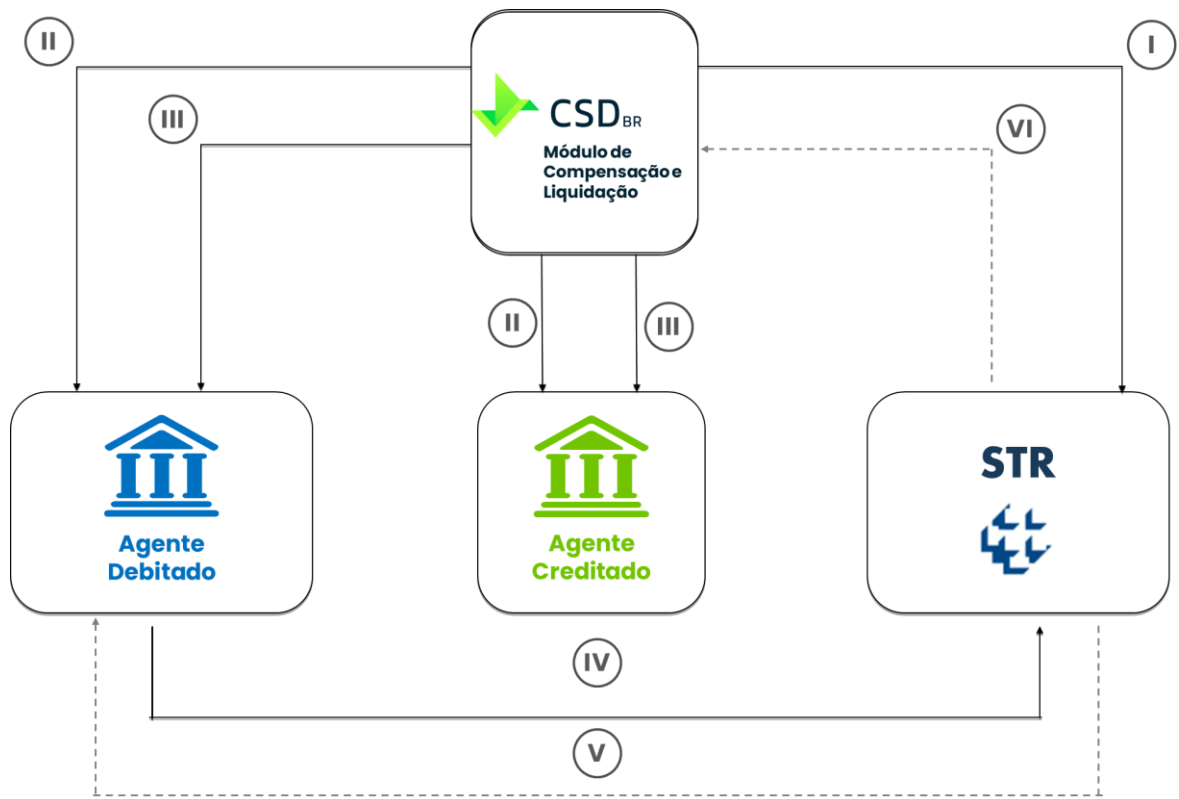 II
I
III
VI
CSD BR
Módulo de
Compensação e
Liquidação
II
III
Agente
Debitado
Agente
Creditado
STR
IV
V